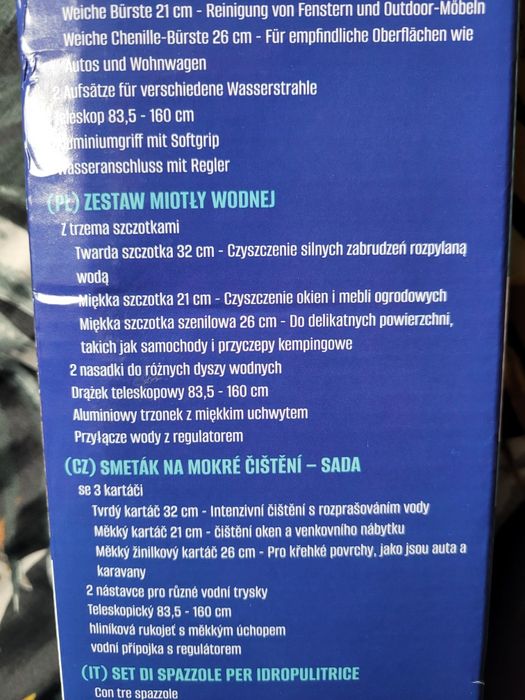 Weiche Bürste 21 cm - Reinigung von Fenstern und Outdoor-Möbeln
Weiche Chenille-Bürste 26 cm - Für empfindliche Oberflächen wie
Autos und Wohnwagen
2 Aufsätze für verschiedene Wasserstrahle
Teleskop 83,5 - 160 cm
Aluminiumgriff mit Softgrip
Wasseranschluss mit Regler
(PL) ZESTAW MIOTŁY WODNEJ
Z trzema szczotkami
Twarda szczotka 32 cm - Czyszczenie silnych zabrudzeń rozpylaną
wodą
Miękka szczotka 21 cm - Czyszczenie okien i mebli ogrodowych
Miękka szczotka szenilowa 26 cm - Do delikatnych powierzchni,
takich jak samochody i przyczepy kempingowe
2 nasadki do różnych dyszy wodnych
Drążek teleskopowy 83,5 - 160 cm
Aluminiowy trzonek z miękkim uchwytem
Przyłącze wody z regulatorem
(CZ) SMETÁK NA MOKRÉ ČIŠTĚNÍ – SADA
se 3 kartáči
Tvrdý kartáč 32 cm - Intenzivní čištění s rozprašováním vody
Měkký kartáč 21 cm - čištění oken a venkovního nábytku
Měkký žinilkový kartáč 26 cm - Pro křehké povrchy, jako jsou auta a
karavany
2 nástavce pro různé vodní trysky
Teleskopický 83,5 - 160 cm
hliníková rukojeť s měkkým úchopem
vodní přípojka s regulátorem
(IT) SET DI SPAZZOLE PER IDROPULITRICE
Con tre spazzole